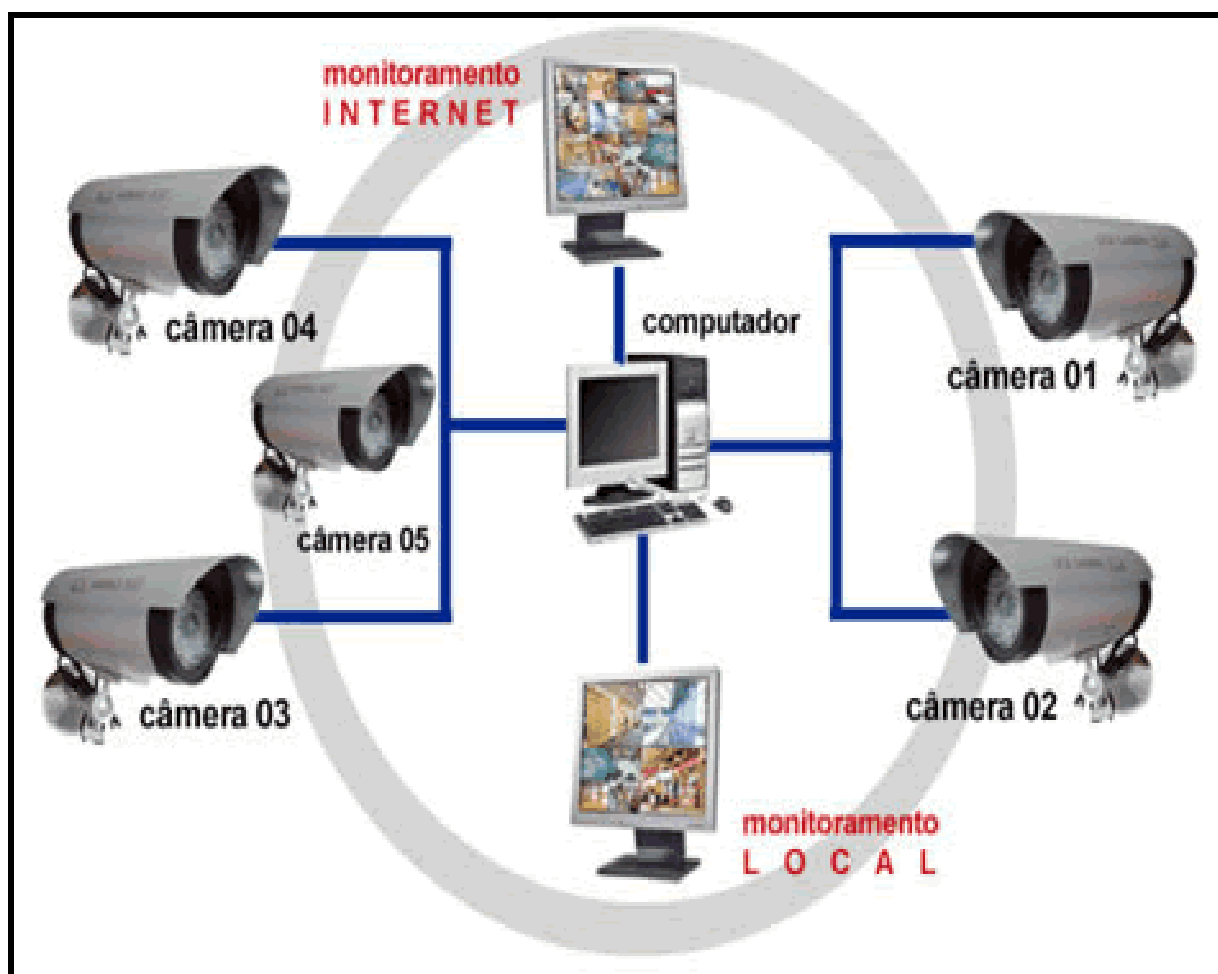 monitoramento
INTERNET
câmera 04
computador
câmera 01
câmera 05
câmera 03
câmera 02
monitoramento
LOCAL